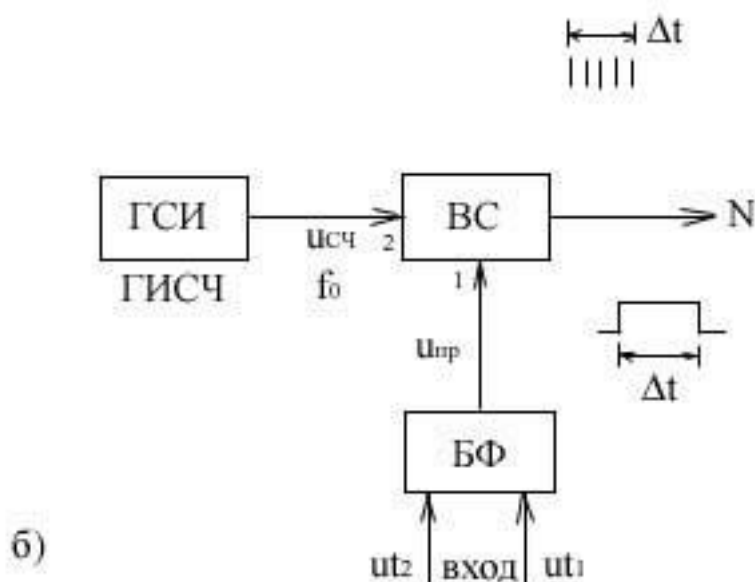 Δt
ГСИ
uсч 2
ВС
N
ГИСЧ
f₀
1
uпр
Δt
БФ
б)
ut₂ вход ut₁